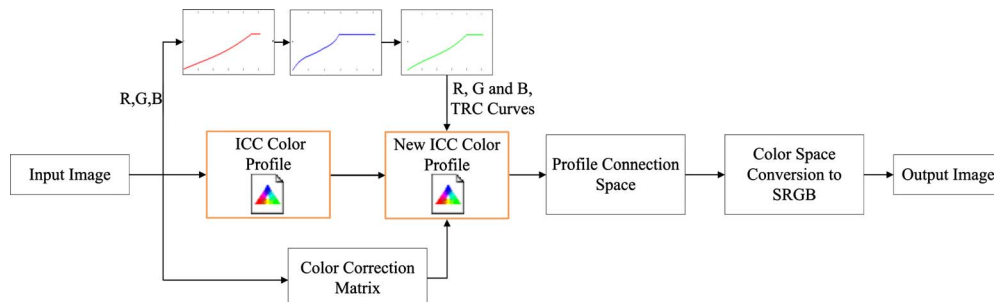 R,G,B
R, G and B,
TRC Curves
Input Image
ICC Color
Profile
New ICC Color
Profile
Profile Connection
Space
Color Space
Conversion to
SRGB
Output Image
Color Correction
Matrix